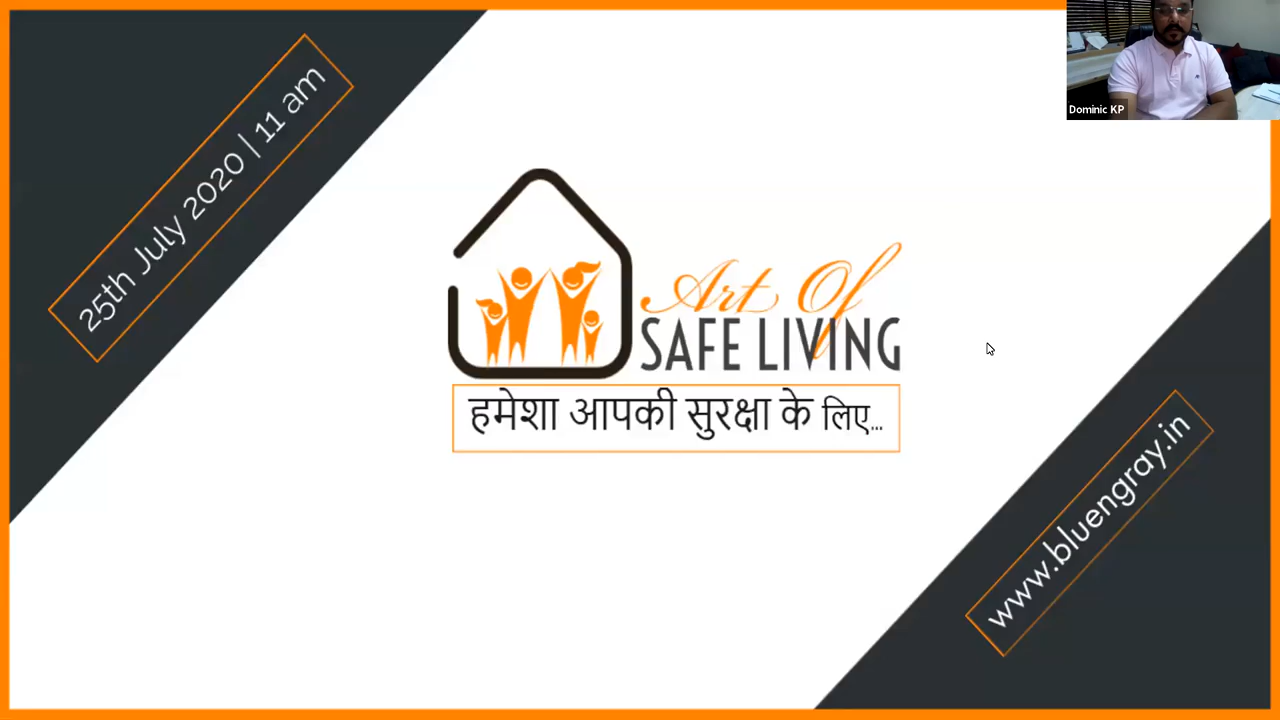 25th July 2020 | 11 am
Dominic KP
Art Of
SAFE LIVING
हमेशा आपकी सुरक्षा के लिए...
www.bluengray.in